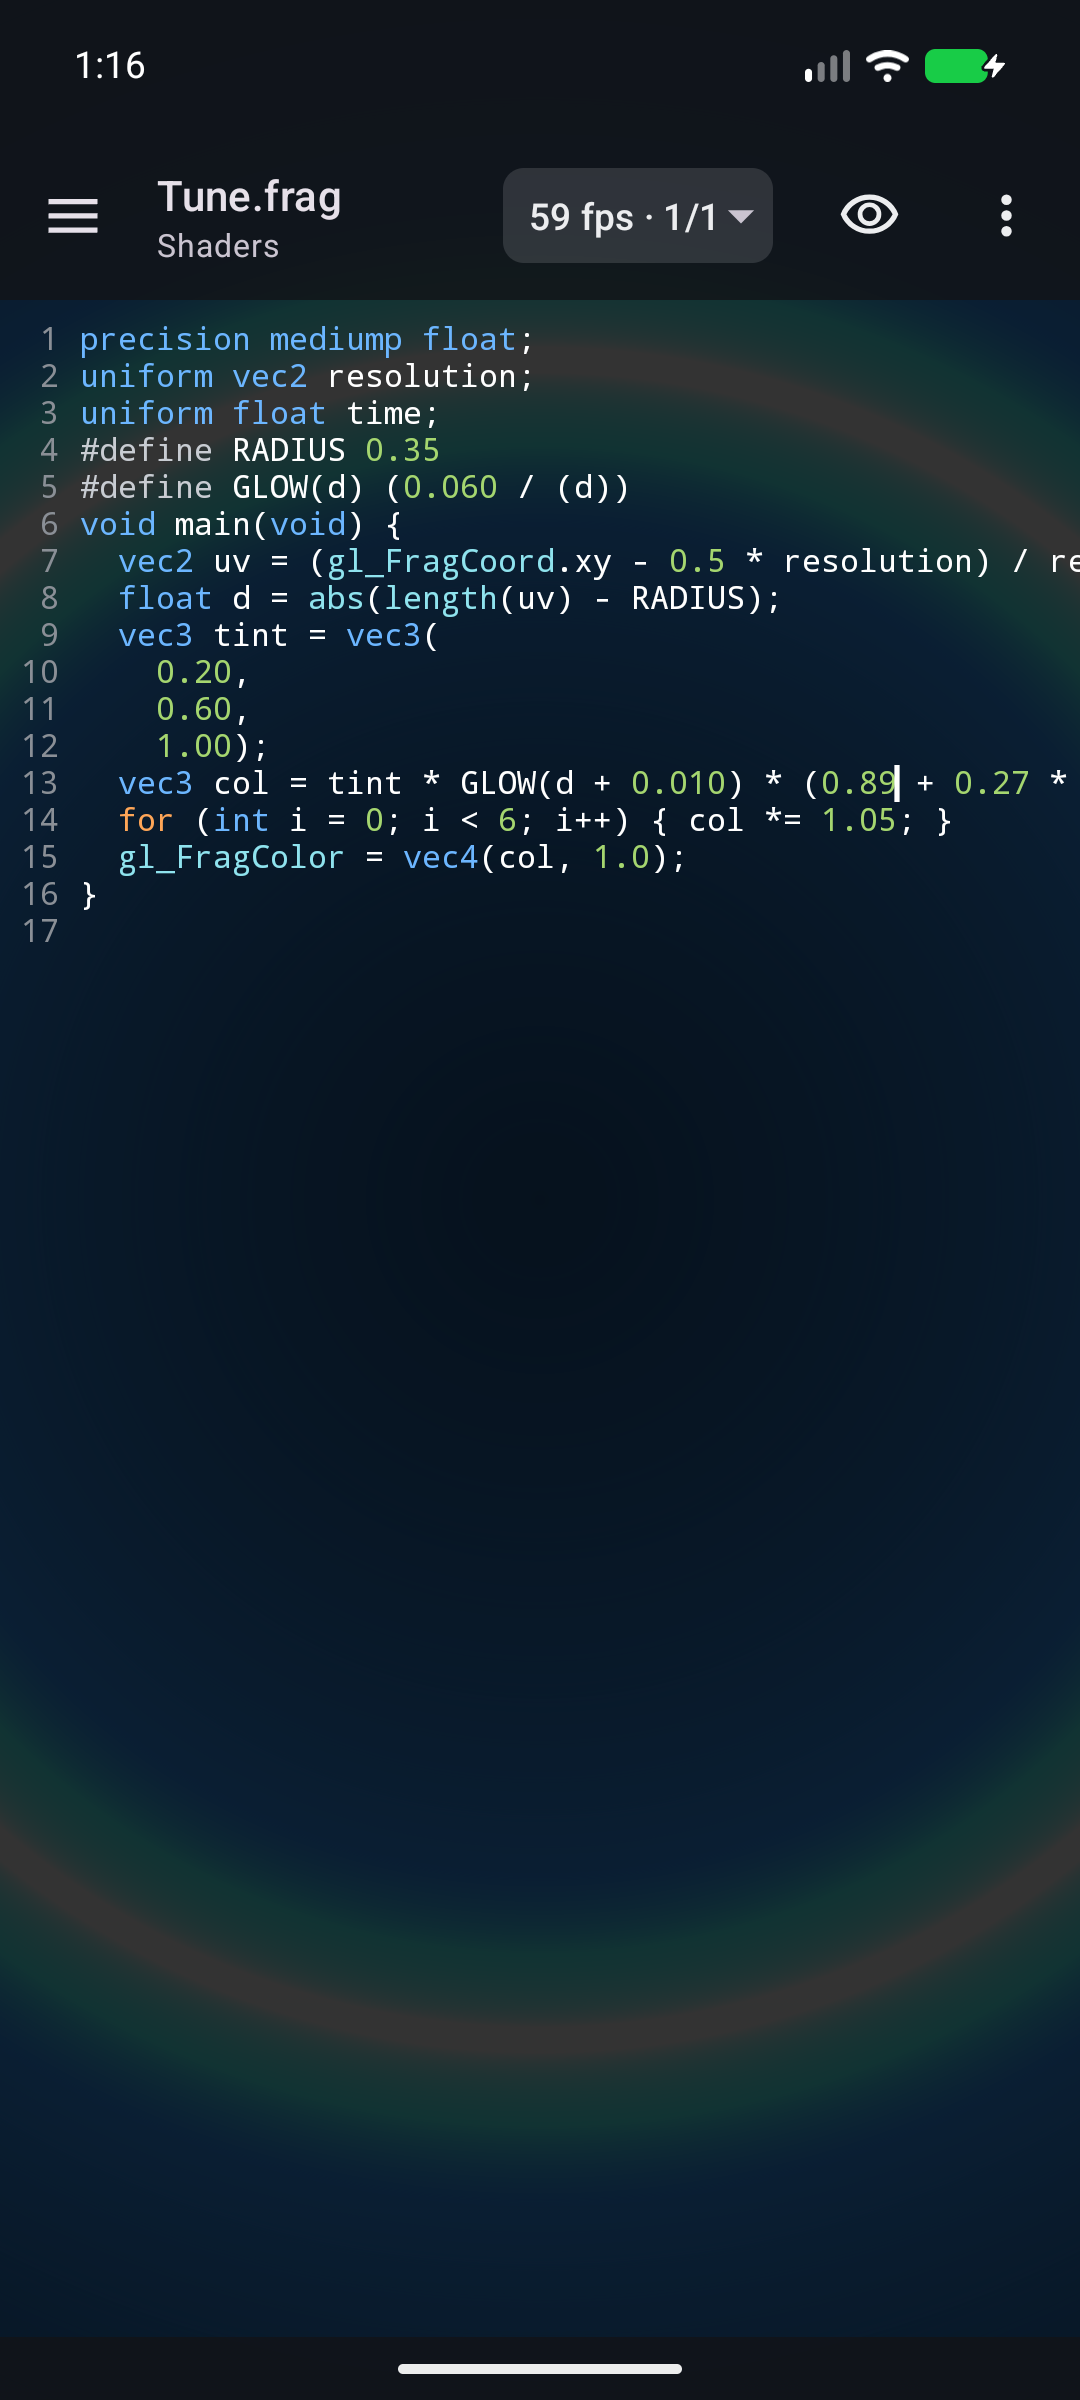 1:16
Tune.frag
Shaders
59 fps · 1/1
1 precision mediump float;
2 uniform vec2 resolution;
3 uniform float time;
4 #define RADIUS 0.35
5 #define GLOW(d) (0.060 / (d))
6 void main(void) {
7   vec2 uv = (gl_FragCoord.xy - 0.5 * resolution) / re
8   float d = abs(length(uv) - RADIUS);
9   vec3 tint = vec3(
10     0.20,
11     0.60,
12     1.00);
13   vec3 col = tint * GLOW(d + 0.010) * (0.89 + 0.27 *
14   for (int i = 0; i < 6; i++) { col *= 1.05; }
15   gl_FragColor = vec4(col, 1.0);
16 }
17